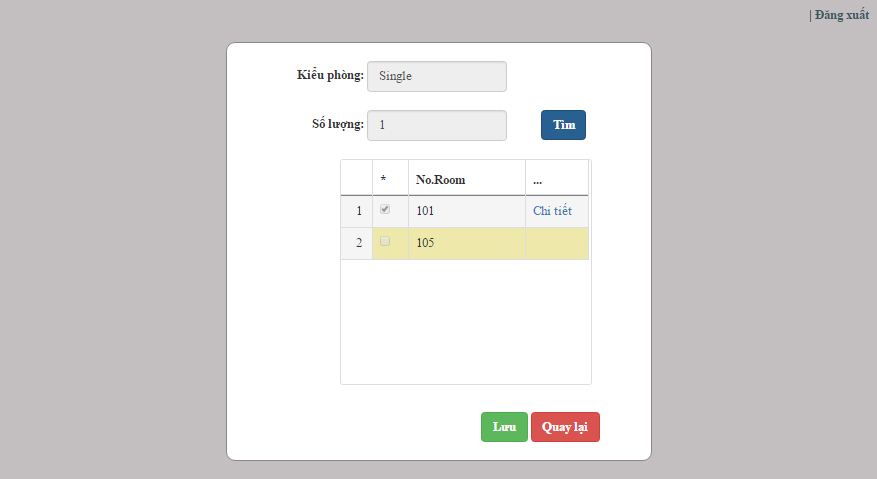 | Đăng xuất
Kiểu phòng: Single
Số lượng: 1 Tìm
* No.Room ...
1 101 Chi tiết
2 105
Lưu Quay lại